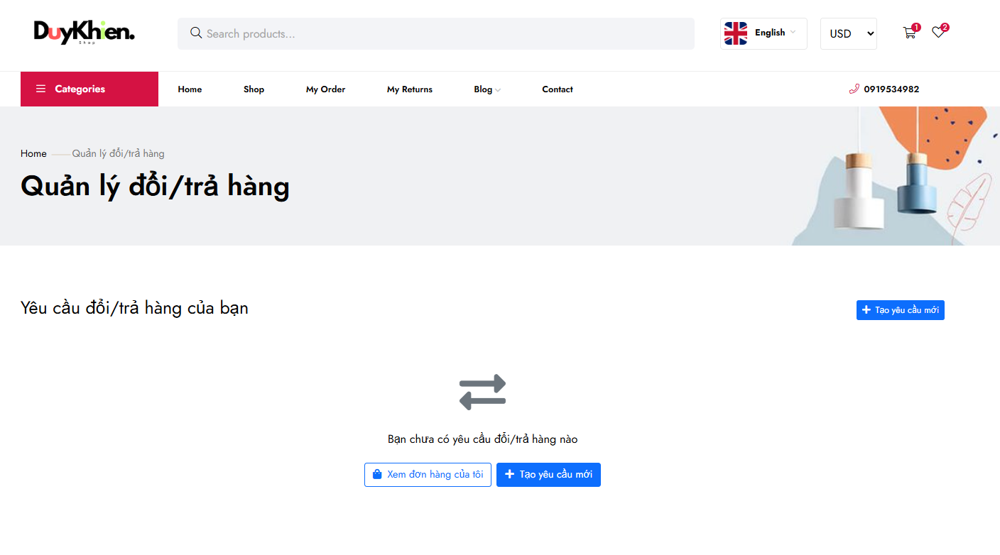 DuyKhien.
Shop
Search products...
English
USD
1
2
Categories
Home
Shop
My Order
My Returns
Blog
Contact
0919534982
Home
Quản lý đổi/trả hàng
Quản lý đổi/trả hàng
Yêu cầu đổi/trả hàng của bạn
Tạo yêu cầu mới
Bạn chưa có yêu cầu đổi/trả hàng nào
Xem đơn hàng của tôi
Tạo yêu cầu mới